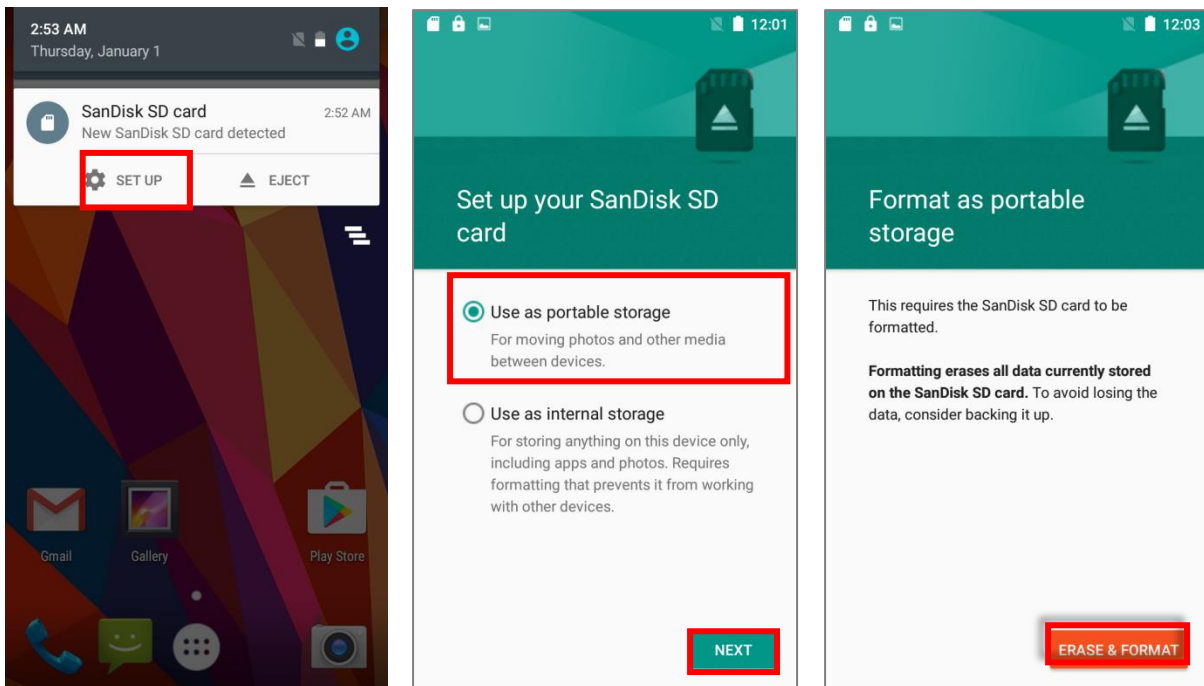 2:53 AM
Thursday, January 1
SanDisk SD card
2:52 AM
New SanDisk SD card detected
SET UP
EJECT
Gmail
Gallery
Play Store
12:01
Set up your SanDisk SD
card
Use as portable storage
For moving photos and other media
between devices.
Use as internal storage
For storing anything on this device only,
including apps and photos. Requires
formatting that prevents it from working
with other devices.
NEXT
12:03
Format as portable
storage
This requires the SanDisk SD card to be
formatted.
Formatting erases all data currently stored
on the SanDisk SD card. To avoid losing the
data, consider backing it up.
ERASE & FORMAT